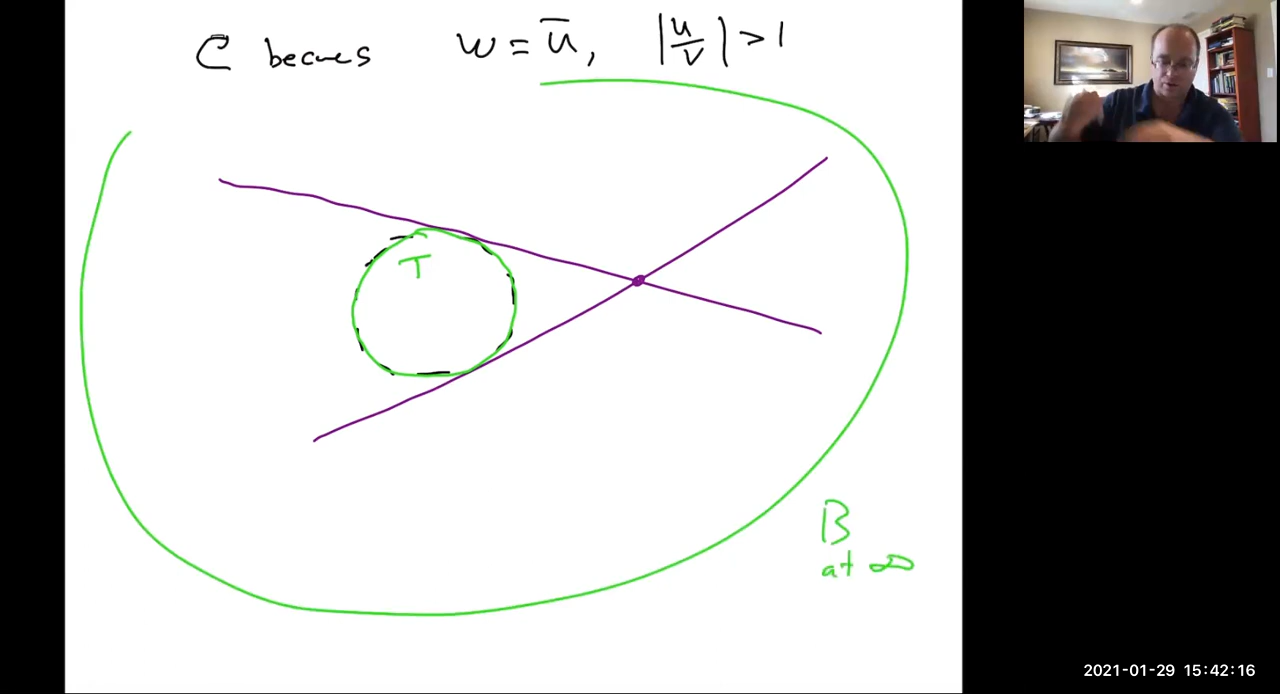 C becomes w = ū, |u/v| > 1
T
B
at ∞
2021-01-29 15:42:16